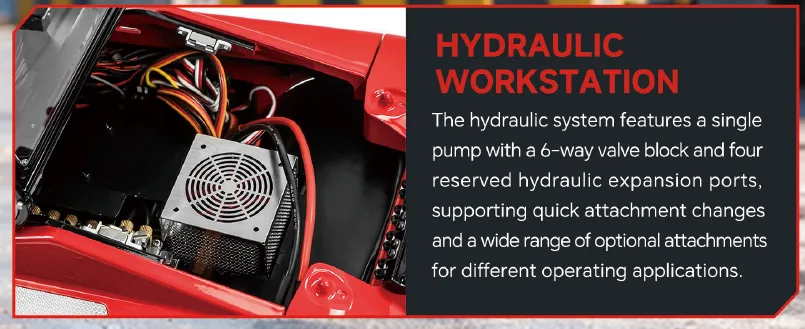 HYDRAULIC
WORKSTATION
The hydraulic system features a single
pump with a 6-way valve block and four
reserved hydraulic expansion ports,
supporting quick attachment changes
and a wide range of optional attachments
for different operating applications.